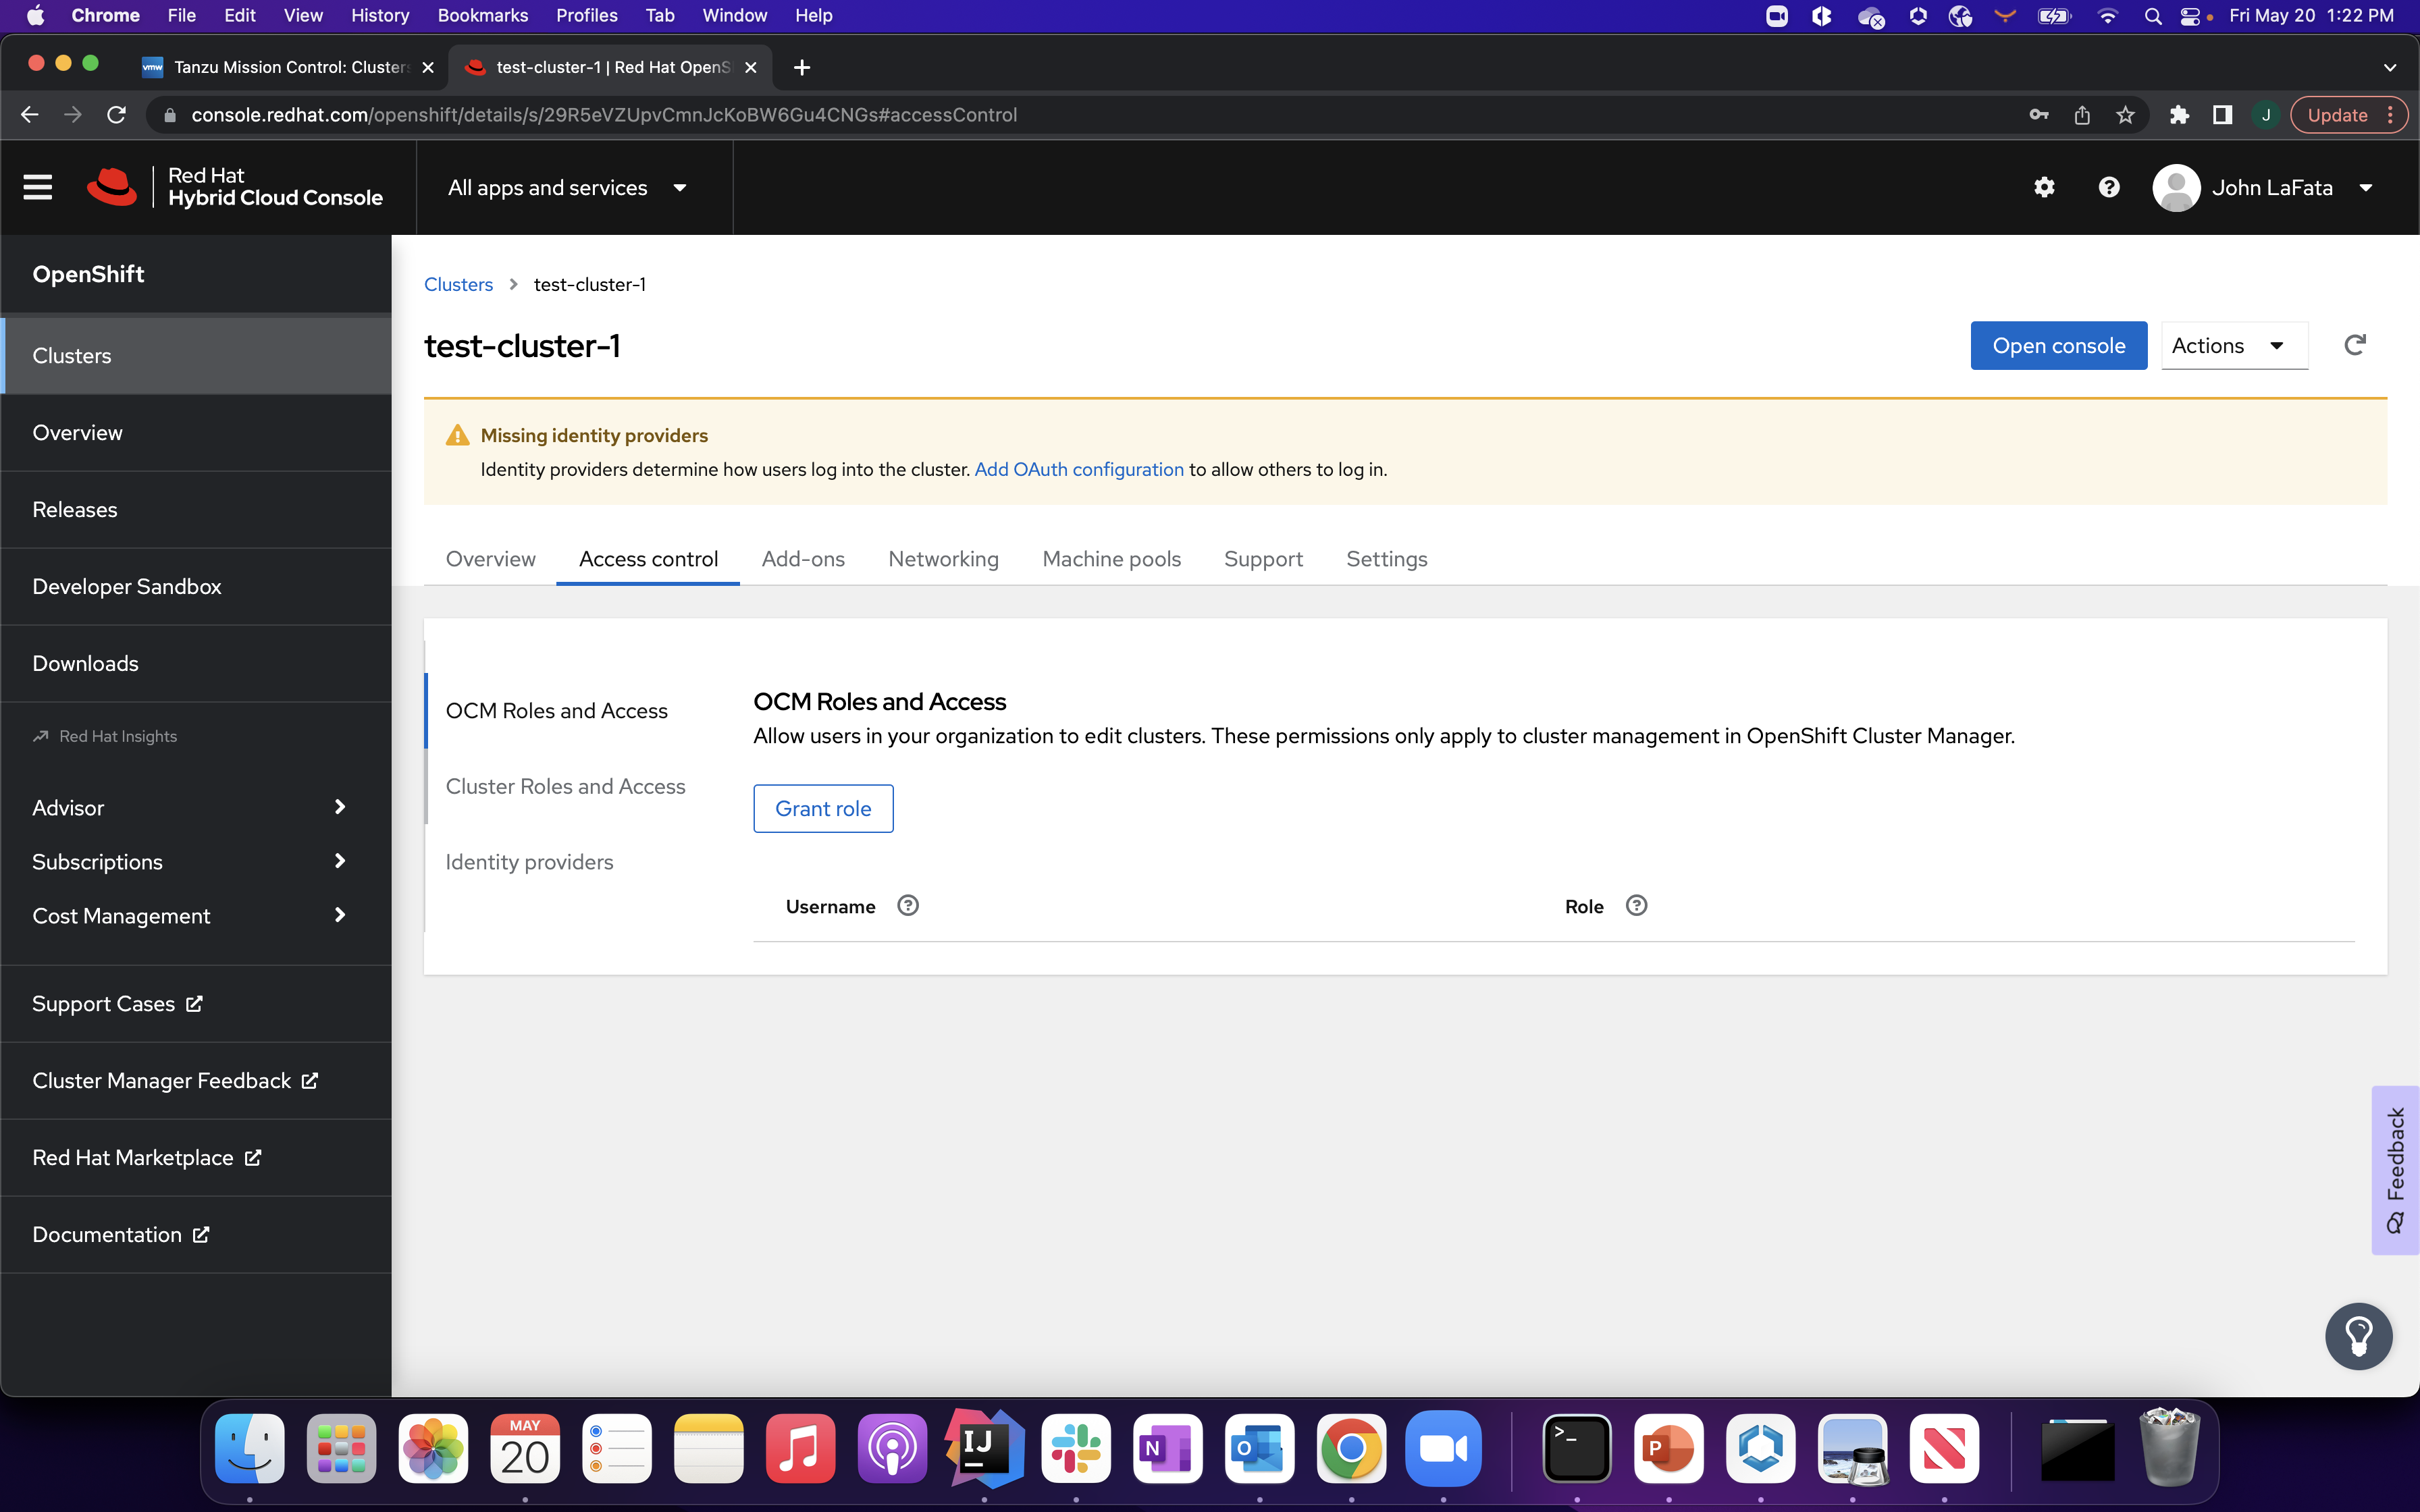 Chrome File Edit View History Bookmarks Profiles Tab Window Help Fri May 20 1:22 PM
vmw Tanzu Mission Control: Clusters test-cluster-1 | Red Hat OpenS
console.redhat.com/openshift/details/s/29R5eVZUpvCmnJcKoBW6Gu4CNGs#accessControl J Update
Red Hat
Hybrid Cloud Console
All apps and services
John LaFata
OpenShift
Clusters
Overview
Releases
Developer Sandbox
Downloads
Red Hat Insights
Advisor
Subscriptions
Cost Management
Support Cases
Cluster Manager Feedback
Red Hat Marketplace
Documentation
Clusters > test-cluster-1
test-cluster-1
Open console Actions
Missing identity providers
Identity providers determine how users log into the cluster. Add OAuth configuration to allow others to log in.
Overview Access control Add-ons Networking Machine pools Support Settings
OCM Roles and Access
Cluster Roles and Access
Identity providers
OCM Roles and Access
Allow users in your organization to edit clusters. These permissions only apply to cluster management in OpenShift Cluster Manager.
Grant role
Username Role
Feedback
MAY
20
IJ
N
O
>_
P